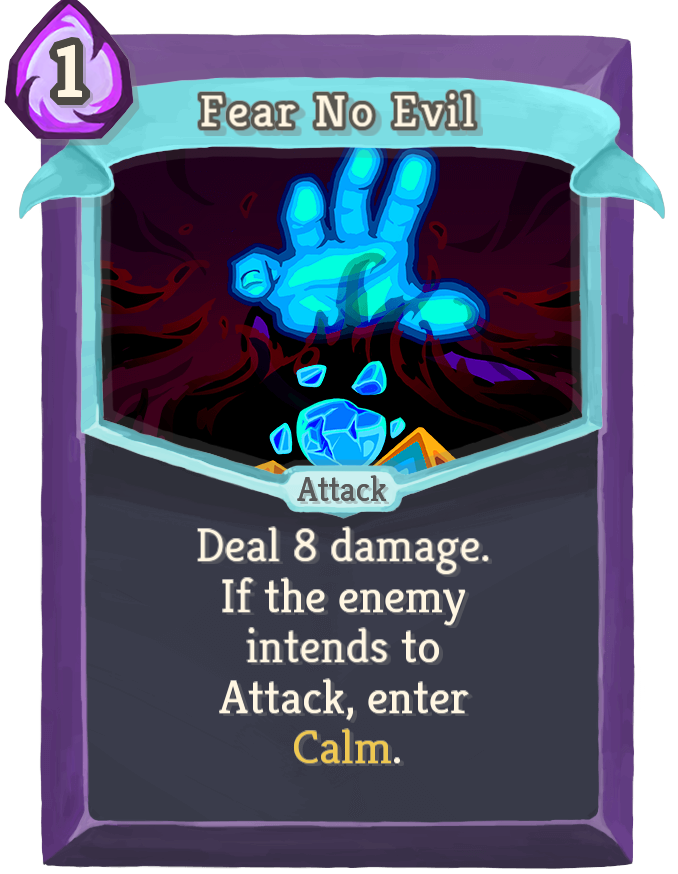 1
Fear No Evil
Attack
Deal 8 damage.
If the enemy
intends to
Attack, enter
Calm.